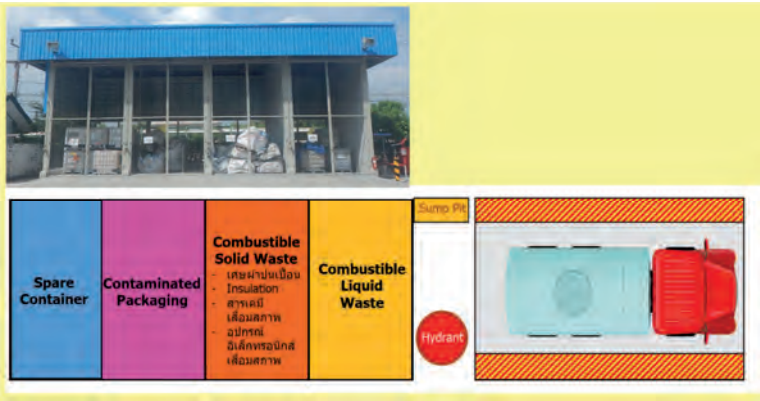 Spare
Container
Contaminated
Packaging
Combustible
Solid Waste
- เศษผ้าปนเปื้อน
- Insulation
- สารเคมี
เสื่อมสภาพ
- อุปกรณ์
อิเล็กทรอนิกส์
เสื่อมสภาพ
Combustible
Liquid
Waste
Sump Pit
Hydrant